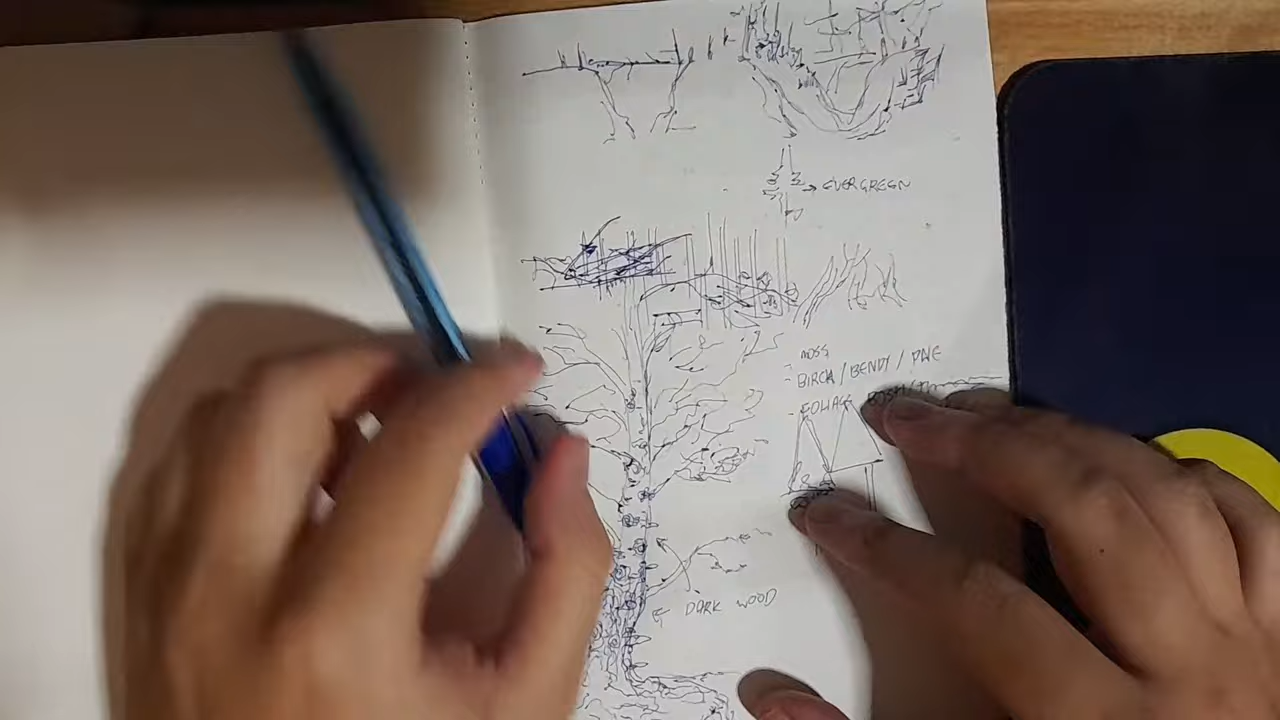 → EVERGREEN
- MOSS
- BIRCH / BENDY / PINE
- FOLIAGE
← DARK WOOD